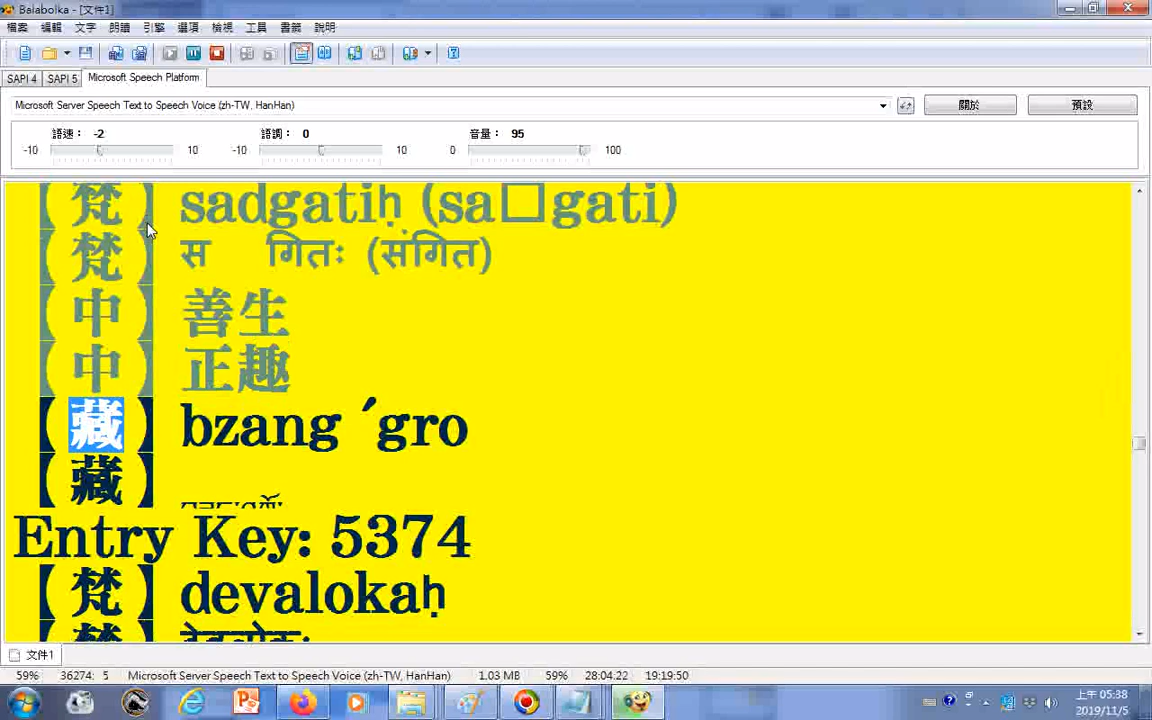 Balabolka - [文件1]
檔案 編輯 文字 朗讀 引擎 選項 檢視 工具 書籤 說明
SAPI 4 SAPI 5 Microsoft Speech Platform
Microsoft Server Speech Text to Speech Voice (zh-TW, HanHan) 關於 預設
語速： -2 語調： 0 音量： 95
-10 10 -10 10 0 100
【梵】 sadgatiḥ (sa□gati)
【梵】 स गितः (संगित)
【中】 善生
【中】 正趣
【藏】 bzang ´gro
【藏】
Entry Key: 5374
【梵】 devalokaḥ
【梵】
文件1
59% 36274: 5 Microsoft Server Speech Text to Speech Voice (zh-TW, HanHan) 1.03 MB 59% 28:04.22 19:19:50
上午 05:38
2019/11/5